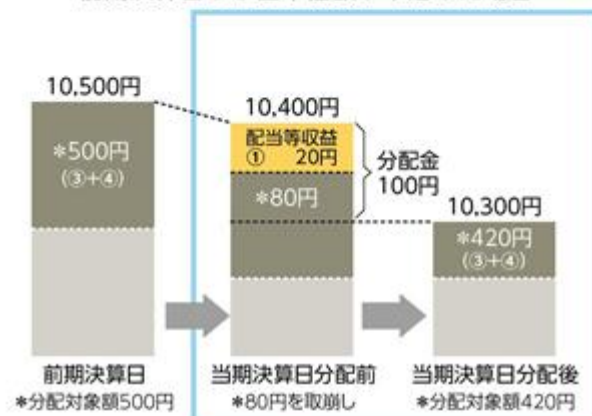 10,500円
*500円
(③+④)
10,400円
配当等収益
① 20円
*80円
分配金
100円
10,300円
*420円
(③+④)
前期決算日
*分配対象額500円
当期決算日分配前
*80円を取崩し
当期決算日分配後
*分配対象額420円